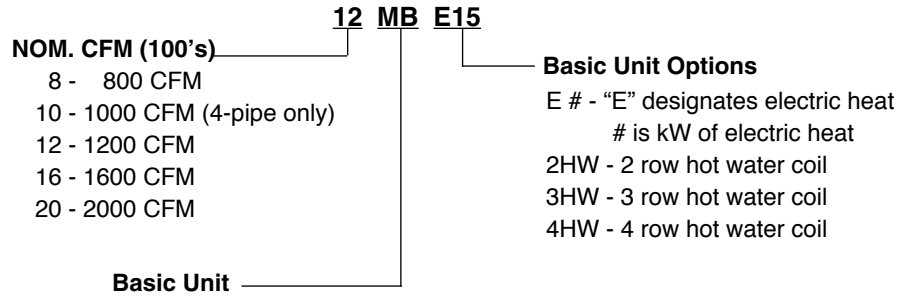 12 MB E15
NOM. CFM (100's)
8 - 800 CFM
10 - 1000 CFM (4-pipe only)
12 - 1200 CFM
16 - 1600 CFM
20 - 2000 CFM
Basic Unit
Basic Unit Options
E # - “E” designates electric heat
# is kW of electric heat
2HW - 2 row hot water coil
3HW - 3 row hot water coil
4HW - 4 row hot water coil